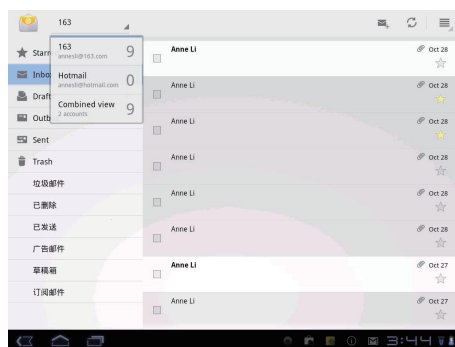 163
163
annesli@163.com
9
Hotmail
annesli@hotmail.com
0
Combined view
2 accounts
9
Starr
Inbo
Draft
Outb
Sent
Trash
垃圾邮件
已删除
已发送
广告邮件
草稿箱
订阅邮件
Anne Li
Oct 28
Anne Li
Oct 28
Anne Li
Oct 28
Anne Li
Oct 28
Anne Li
Oct 28
Anne Li
Oct 28
Anne Li
Oct 27
Anne Li
Oct 27
3:44